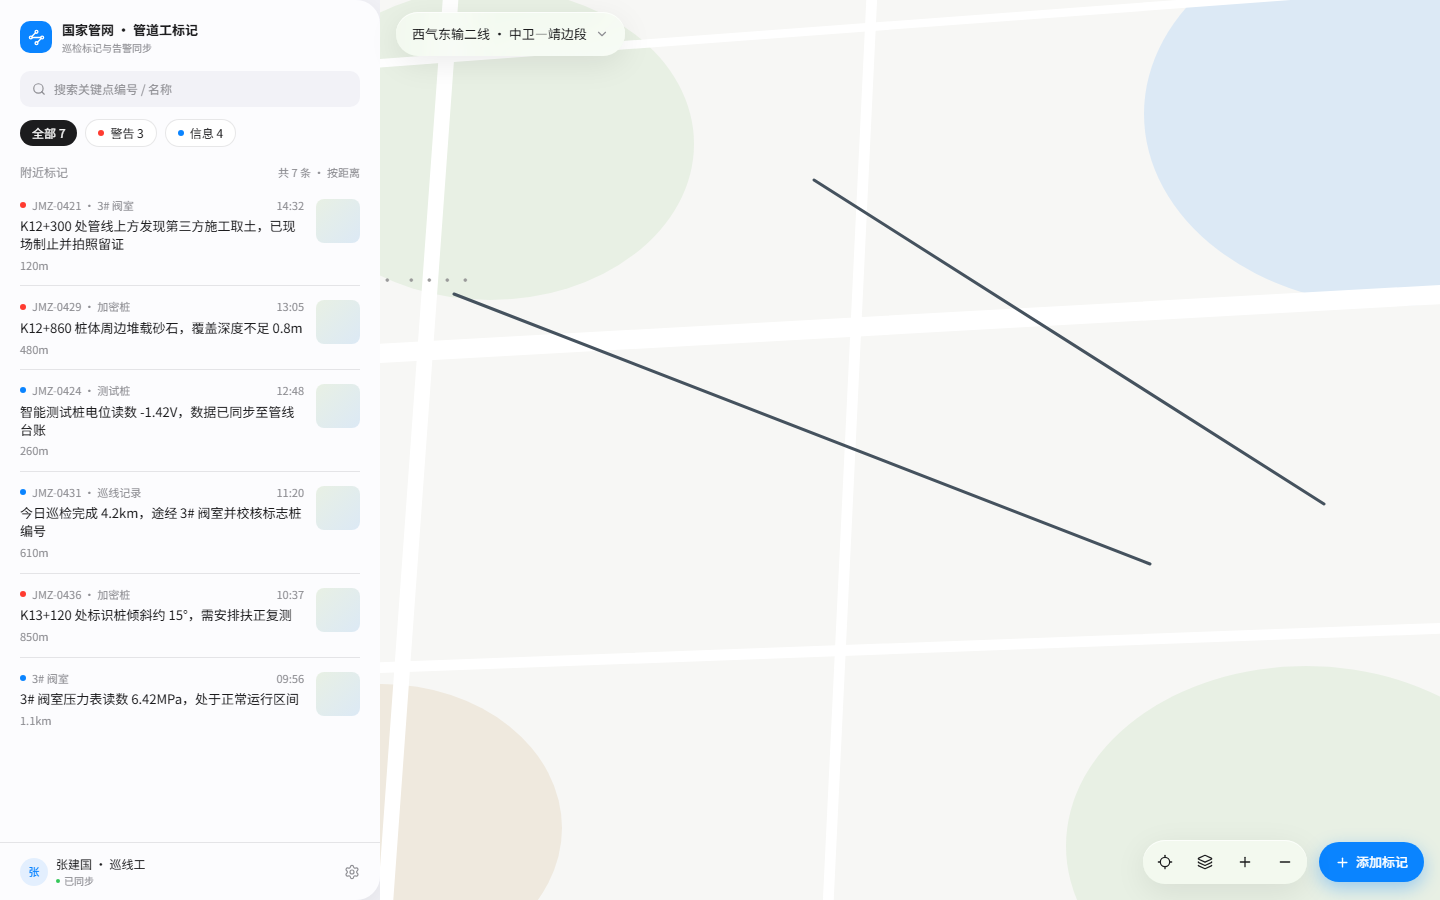 国家管网 · 管道工标记
巡检标记与告警同步
搜索关键点编号 / 名称
全部 7
警告 3
信息 4
附近标记
共 7 条 · 按距离
JMZ-0421 · 3# 阀室
14:32
K12+300 处管线上方发现第三方施工取土，已现
场制止并拍照留证
120m
JMZ-0429 · 加密桩
13:05
K12+860 桩体周边堆载砂石，覆盖深度不足 0.8m
480m
JMZ-0424 · 测试桩
12:48
智能测试桩电位读数 -1.42V，数据已同步至管线
台账
260m
JMZ-0431 · 巡线记录
11:20
今日巡检完成 4.2km，途经 3# 阀室并校核标志桩
编号
610m
JMZ-0436 · 加密桩
10:37
K13+120 处标识桩倾斜约 15°，需安排扶正复测
850m
3# 阀室
09:56
3# 阀室压力表读数 6.42MPa，处于正常运行区间
1.1km
张
张建国 · 巡线工
已同步
西气东输二线 · 中卫—靖边段
添加标记